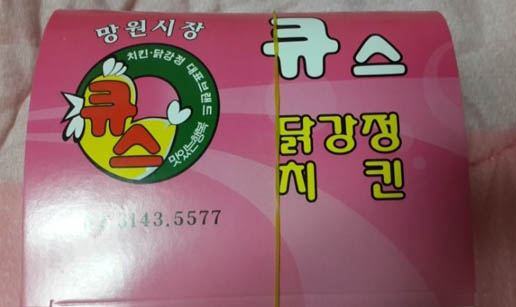 망원시장
치킨·닭강정 대표브랜드
큐스
3143.5577
큐스
닭강정
치킨